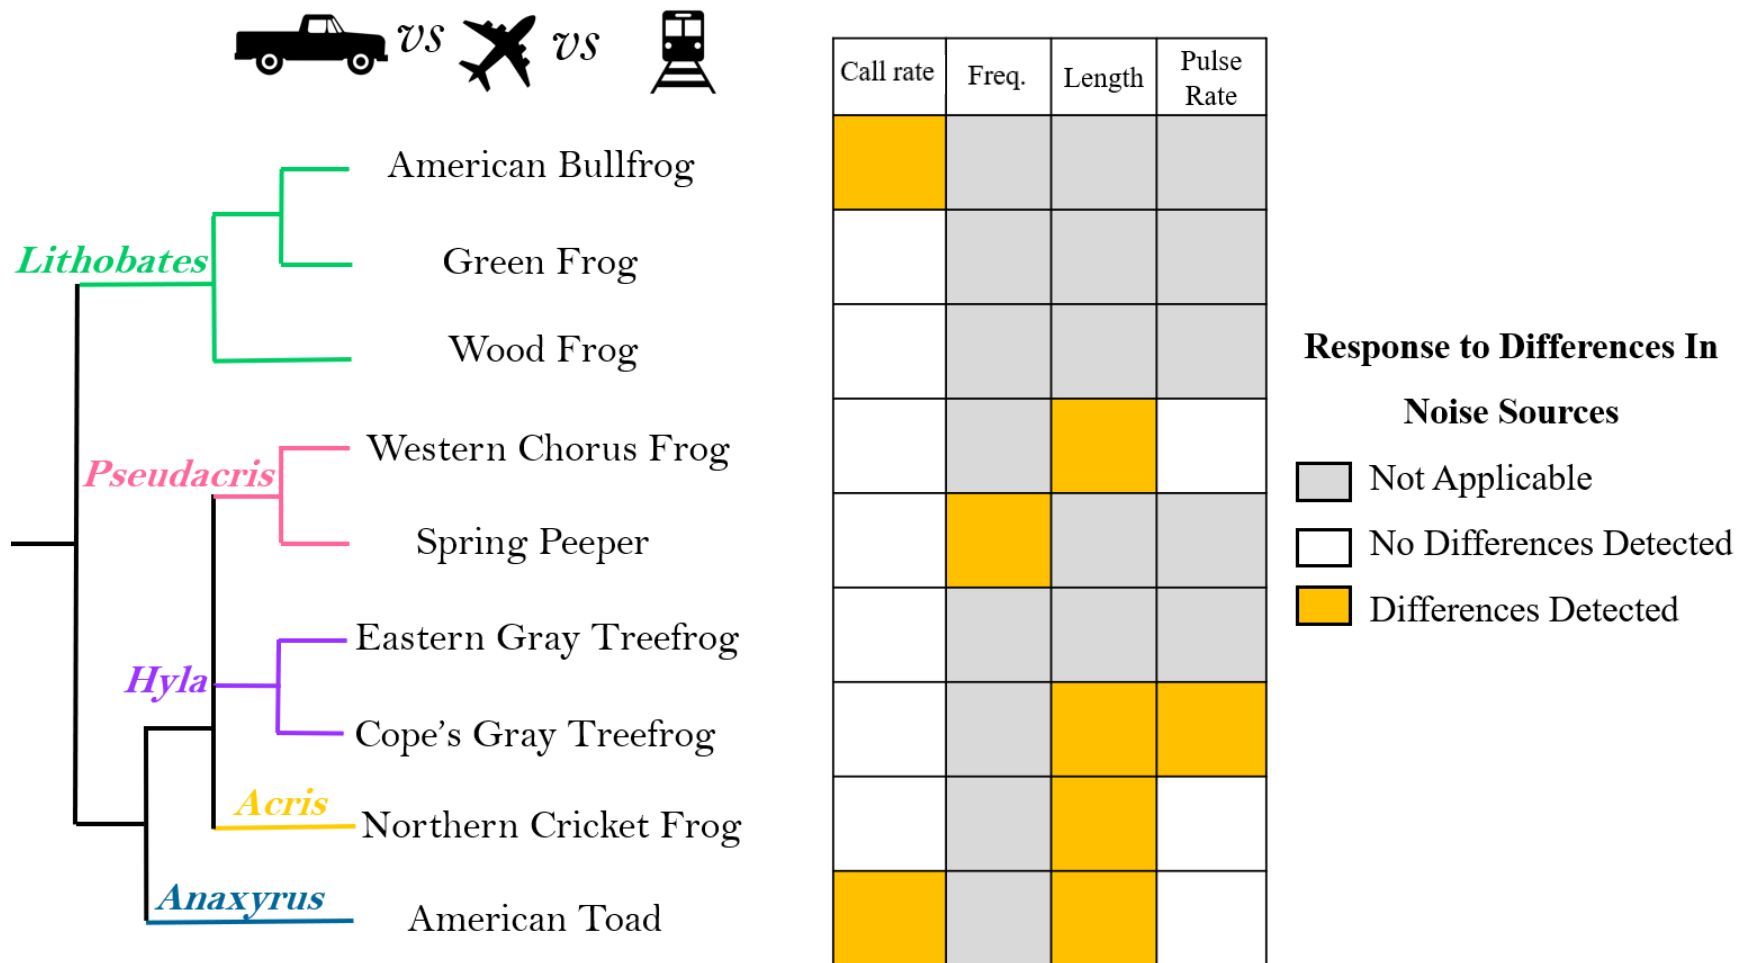 vs vs
Call rate Freq. Length Pulse Rate
American Bullfrog
Green Frog
Lithobates
Wood Frog
Response to Differences In
Noise Sources
Western Chorus Frog
Pseudacris
Not Applicable
Spring Peeper
No Differences Detected
Differences Detected
Eastern Gray Treefrog
Hyla
Cope's Gray Treefrog
Acris
Northern Cricket Frog
Anaxyrus
American Toad